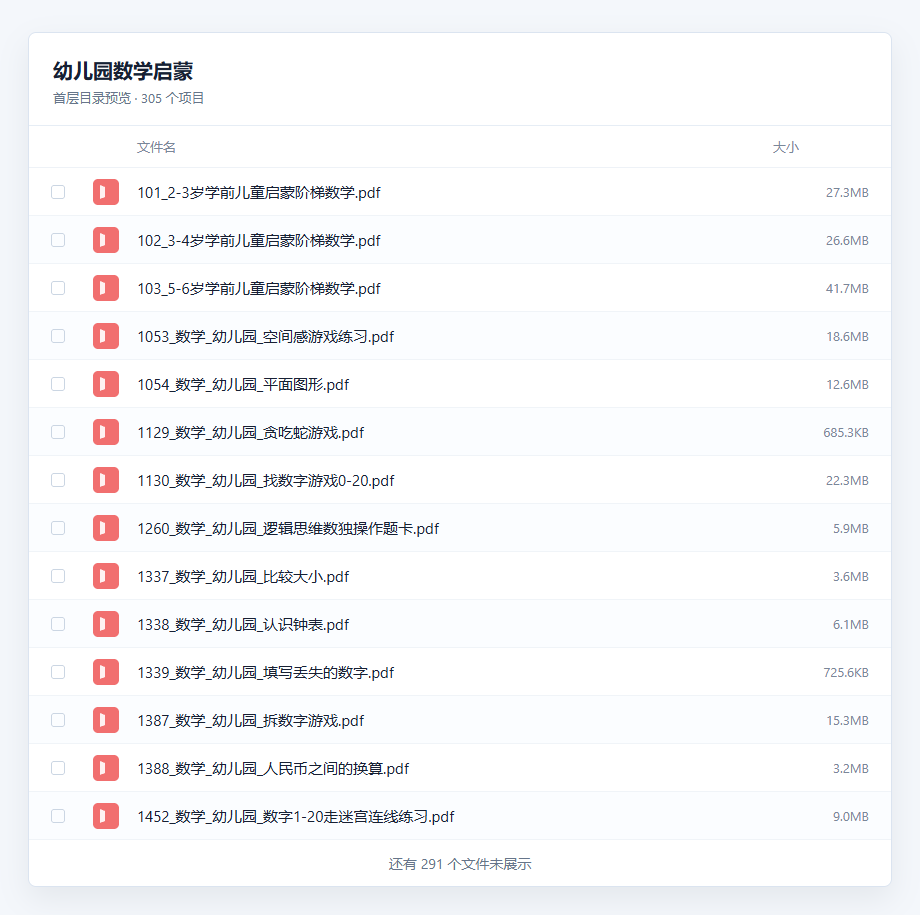 幼儿园数学启蒙
首层目录预览 · 305 个项目
文件名 大小
101_2-3岁学前儿童启蒙阶梯数学.pdf 27.3MB
102_3-4岁学前儿童启蒙阶梯数学.pdf 26.6MB
103_5-6岁学前儿童启蒙阶梯数学.pdf 41.7MB
1053_数学_幼儿园_空间感游戏练习.pdf 18.6MB
1054_数学_幼儿园_平面图形.pdf 12.6MB
1129_数学_幼儿园_贪吃蛇游戏.pdf 685.3KB
1130_数学_幼儿园_找数字游戏0-20.pdf 22.3MB
1260_数学_幼儿园_逻辑思维数独操作题卡.pdf 5.9MB
1337_数学_幼儿园_比较大小.pdf 3.6MB
1338_数学_幼儿园_认识钟表.pdf 6.1MB
1339_数学_幼儿园_填写丢失的数字.pdf 725.6KB
1387_数学_幼儿园_拆数字游戏.pdf 15.3MB
1388_数学_幼儿园_人民币之间的换算.pdf 3.2MB
1452_数学_幼儿园_数字1-20走迷宫连线练习.pdf 9.0MB
还有 291 个文件未展示